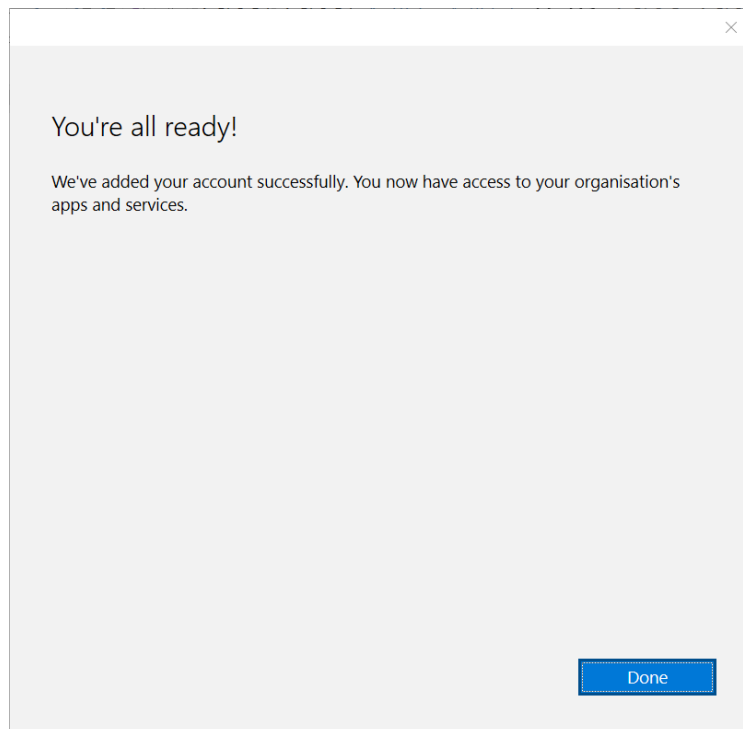 You're all ready!
We've added your account successfully. You now have access to your organisation's
apps and services.
Done